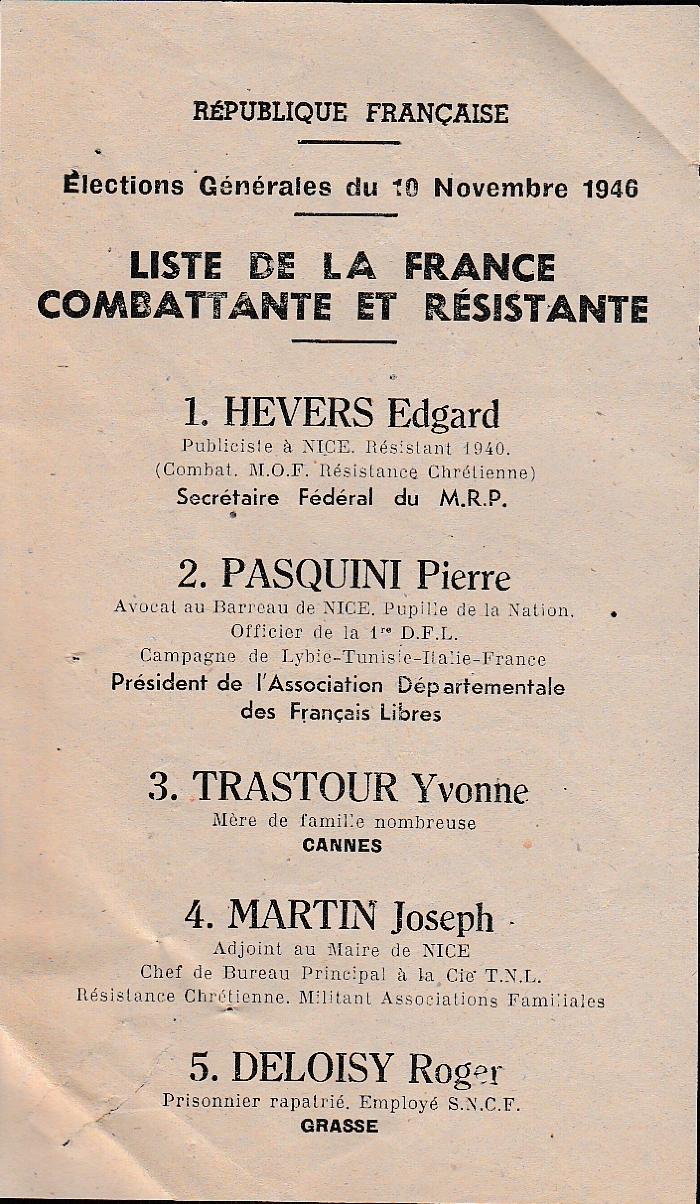 RÉPUBLIQUE FRANÇAISE
Élections Générales du 10 Novembre 1946
LISTE DE LA FRANCE
COMBATTANTE ET RÉSISTANTE
1. HEVERS Edgard
Publiciste à NICE. Résistant 1940.
(Combat. M.O.F. Résistance Chrétienne)
Secrétaire Fédéral du M.R.P.
2. PASQUINI Pierre
Avocat au Barreau de NICE. Pupille de la Nation.
Officier de la 1re D.F.L.
Campagne de Lybie-Tunisie-Italie-France
Président de l'Association Départementale
des Français Libres
3. TRASTOUR Yvonne
Mère de famille nombreuse
CANNES
4. MARTIN Joseph
Adjoint au Maire de NICE
Chef de Bureau Principal à la Cie T.N.L.
Résistance Chrétienne. Militant Associations Familiales
5. DELOISY Roger
Prisonnier rapatrié. Employé S.N.C.F.
GRASSE